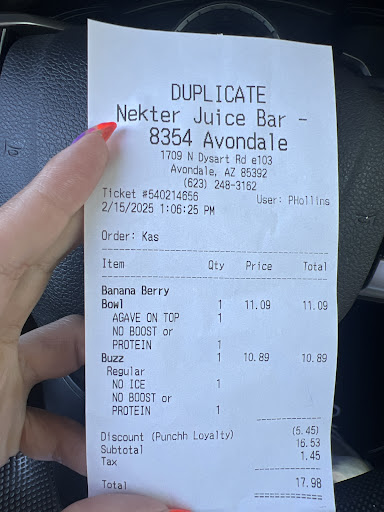 DUPLICATE
Nekter Juice Bar -
8354 Avondale
1709 N Dysart Rd e103
Avondale, AZ 85392
(623) 248-3162
Ticket #540214656 User: PHollins
2/15/2025 1:06:25 PM
Order: Kas
Item Qty Price Total
Banana Berry
Bowl 1 11.09 11.09
AGAVE ON TOP 1
NO BOOST or 1
PROTEIN
Buzz 1 10.89 10.89
Regular
NO ICE 1
NO BOOST or
PROTEIN 1
Discount (Punchh Loyalty) (5.45)
Subtotal 16.53
Tax 1.45
Total 17.98